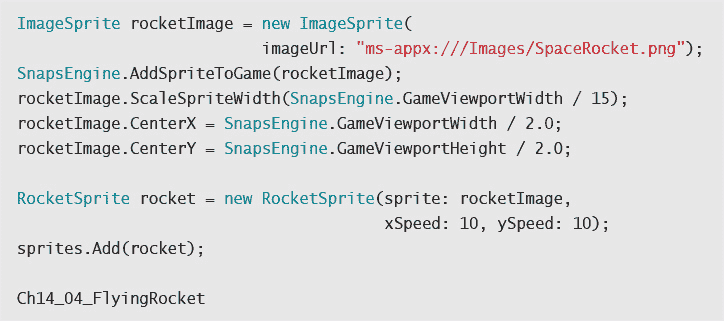 ImageSprite rocketImage = new ImageSprite(
imageUrl: "ms-appx:///Images/SpaceRocket.png");
SnapsEngine.AddSpriteToGame(rocketImage);
rocketImage.ScaleSpriteWidth(SnapsEngine.GameViewportWidth / 15);
rocketImage.CenterX = SnapsEngine.GameViewportWidth / 2.0;
rocketImage.CenterY = SnapsEngine.GameViewportHeight / 2.0;
RocketSprite rocket = new RocketSprite(sprite: rocketImage,
xSpeed: 10, ySpeed: 10);
sprites.Add(rocket);
Ch14_04_FlyingRocket